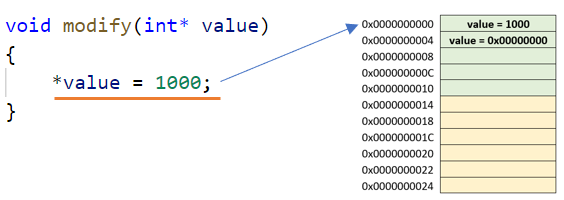 void modify(int* value)
{
*value = 1000;
}
0x0000000000 value = 1000
0x0000000004 value = 0x00000000
0x0000000008
0x000000000C
0x0000000010
0x0000000014
0x0000000018
0x000000001C
0x0000000020
0x0000000022
0x0000000024